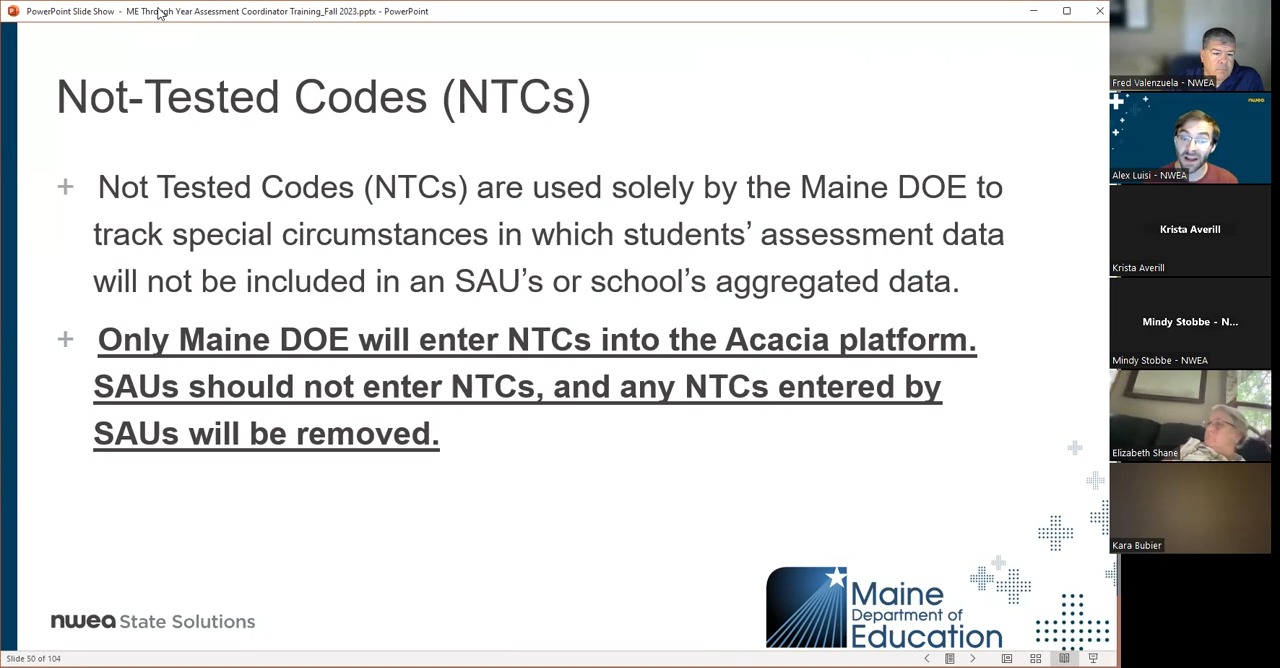 PowerPoint Slide Show - ME Through Year Assessment Coordinator Training_Fall 2023.pptx - PowerPoint
Not-Tested Codes (NTCs)
+ Not Tested Codes (NTCs) are used solely by the Maine DOE to
track special circumstances in which students’ assessment data
will not be included in an SAU’s or school’s aggregated data.
+ Only Maine DOE will enter NTCs into the Acacia platform.
SAUs should not enter NTCs, and any NTCs entered by
SAUs will be removed.
nwea State Solutions
Maine
Department of
Education
Slide 50 of 104
Fred Valenzuela - NWEA
nwea
Alex Luisi - NWEA
Krista Averill
Krista Averill
Mindy Stobbe - N...
Mindy Stobbe - NWEA
Elizabeth Shane
Kara Bubier